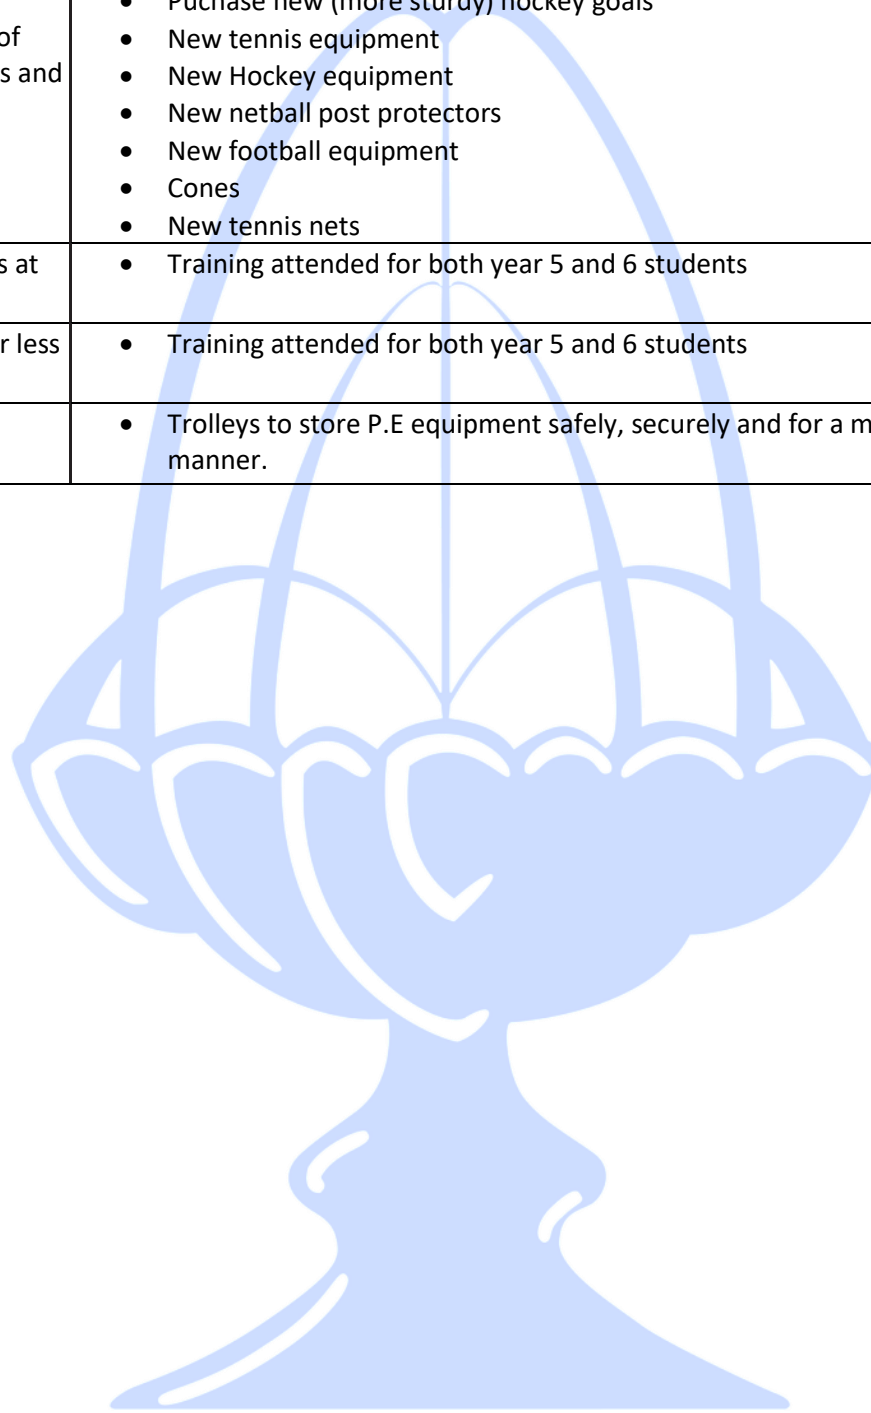 • Puchase new (more sturdy) hockey goals
of • New tennis equipment
s and • New Hockey equipment
• New netball post protectors
• New football equipment
• Cones
• New tennis nets
s at • Training attended for both year 5 and 6 students
r less • Training attended for both year 5 and 6 students
• Trolleys to store P.E equipment safely, securely and for a m
manner.